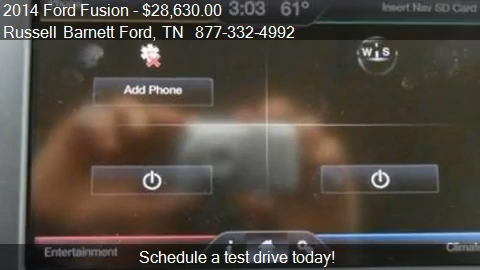 2014 Ford Fusion - $28,630.00
3:03 61°
Insert Nav SD Card
Russell Barnett Ford, TN 877-332-4992
W S
Add Phone
Entertainment
Climate
Schedule a test drive today!